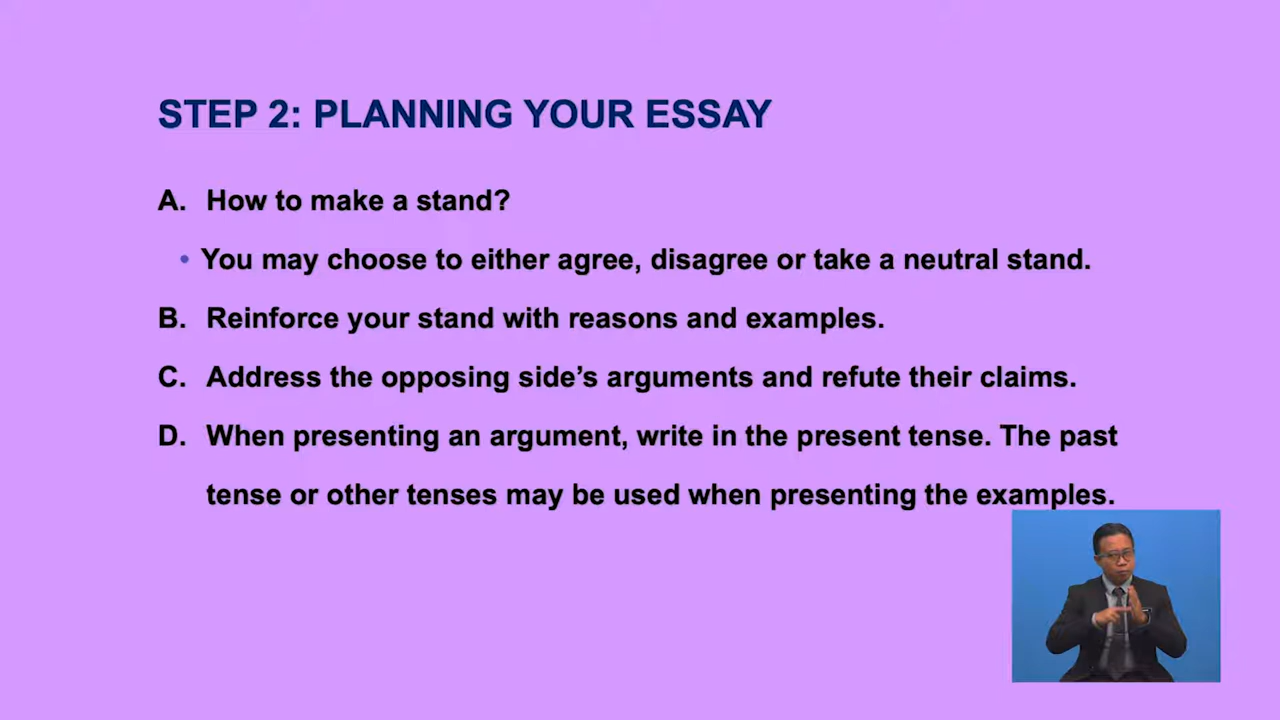 STEP 2: PLANNING YOUR ESSAY
A. How to make a stand?
• You may choose to either agree, disagree or take a neutral stand.
B. Reinforce your stand with reasons and examples.
C. Address the opposing side’s arguments and refute their claims.
D. When presenting an argument, write in the present tense. The past
tense or other tenses may be used when presenting the examples.